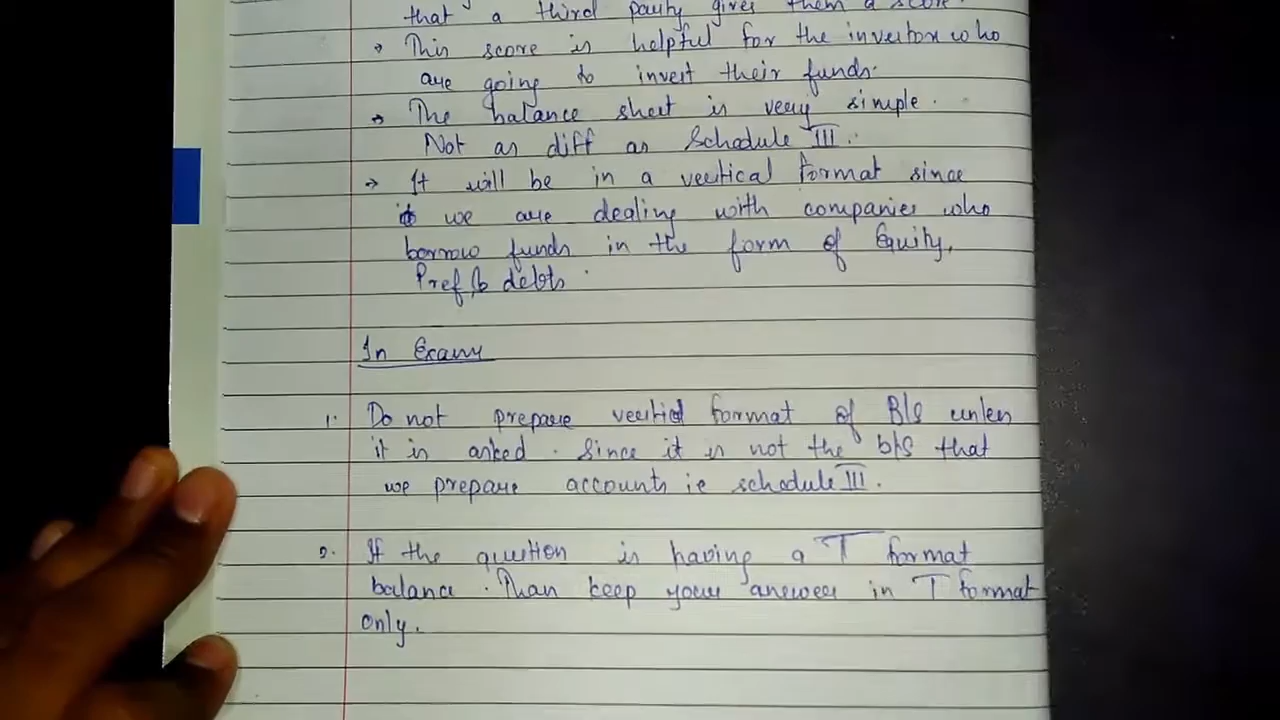 that a third party gives them a score.
→ This score is helpful for the investors who
are going to invest their funds.
→ The balance sheet is very simple.
Not as diff as Schedule III.
→ It will be in a vertical format since
we are dealing with companies who
borrow funds in the form of Equity,
Pref & debts.
In Exam
1. Do not prepare vertical format of B/S unless
it is asked. Since it is not the b/s that
we prepare accounts ie schedule III.
2. If the question is having a T format
balance. Than keep your answer in T format
only.